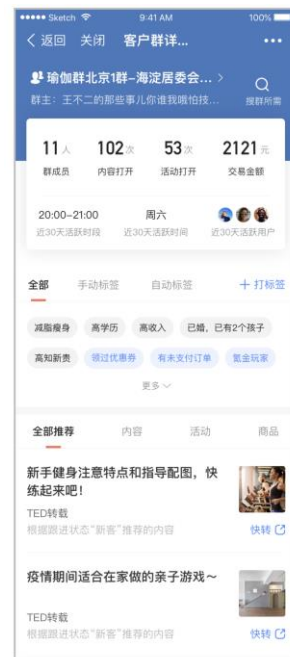 Sketch 9:41 AM 100%
返回 关闭 客户群详... •••
瑜伽群北京1群-海淀居委会... >
群主：王不二的那些事儿你谁我哦怕技...
搜群所需
11人 102次 53次 2121元
群成员 内容打开 活动打开 交易金额
20:00-21:00 周六
近30天活跃时段 近30天活跃时间 近30天活跃用户
全部 手动标签 自动标签 + 打标签
减脂瘦身 高学历 高收入 已婚，已有2个孩子
高知新贵 领过优惠券 有未支付订单 氪金玩家
更多
全部推荐 内容 活动 商品
新手健身注意特点和指导配图，快
练起来吧！
TED转载
根据跟进状态“新客”推荐的内容 快转
疫情期间适合在家做的亲子游戏～
TED转载
根据跟进状态“新客”推荐的内容 快转